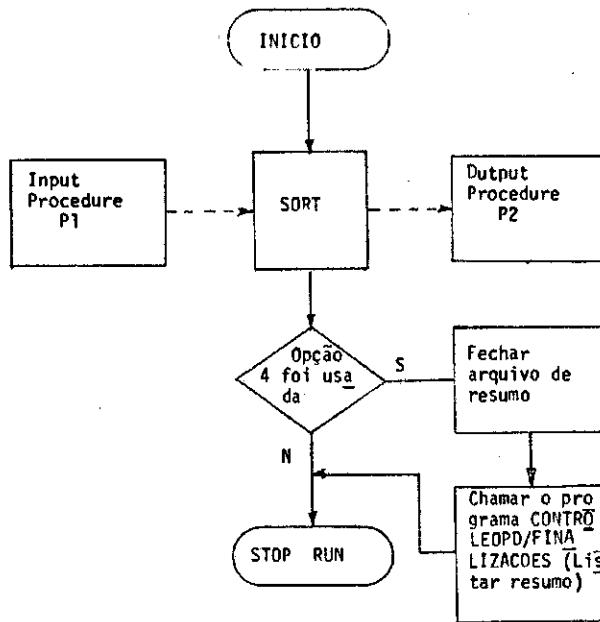 INICIO
Input
Procedure
P1
SORT
Output
Procedure
P2
Opção
4 foi usa
da
S
N
Fechar
arquivo de
resumo
Chamar o pro
grama CONTRO
LEOPD/FINA
LIZACOES (Lis
tar resumo)
STOP RUN